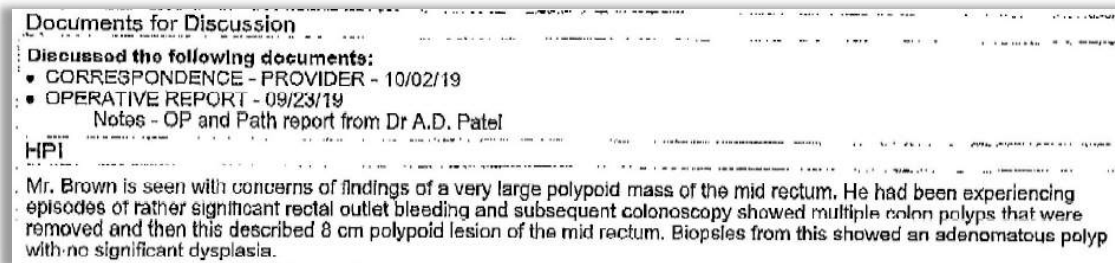 Documents for Discussion
Discussed the following documents:
• CORRESPONDENCE - PROVIDER - 10/02/19
• OPERATIVE REPORT - 09/23/19
Notes - OP and Path report from Dr A.D. Patel
HPI
Mr. Brown is seen with concerns of findings of a very large polypoid mass of the mid rectum. He had been experiencing
episodes of rather significant rectal outlet bleeding and subsequent colonoscopy showed multiple colon polyps that were
removed and then this described 8 cm polypoid lesion of the mid rectum. Biopsies from this showed an adenomatous polyp
with no significant dysplasia.